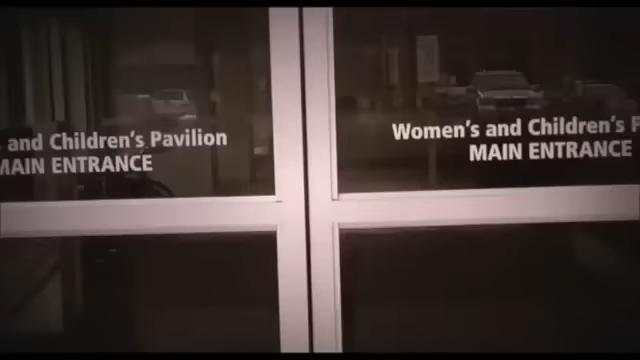 and Children's Pavilion
MAIN ENTRANCE
Women's and Children's
MAIN ENTRANCE